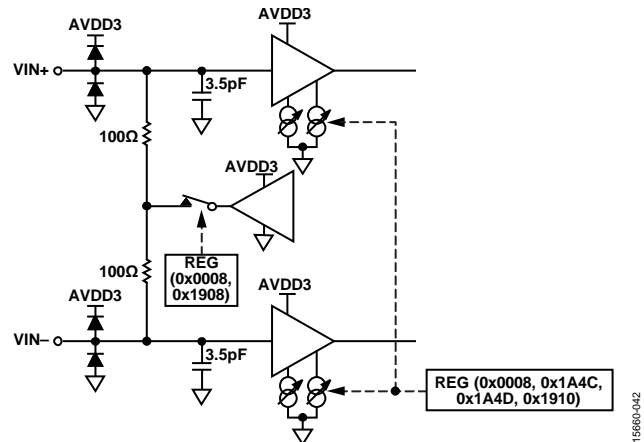 AVDD3
AVDD3
VIN+
3.5pF
100Ω
AVDD3
REG
(0x0008,
0x1908)
100Ω
AVDD3
AVDD3
VIN−
3.5pF
REG (0x0008, 0x1A4C,
0x1A4D, 0x1910)
15660-042